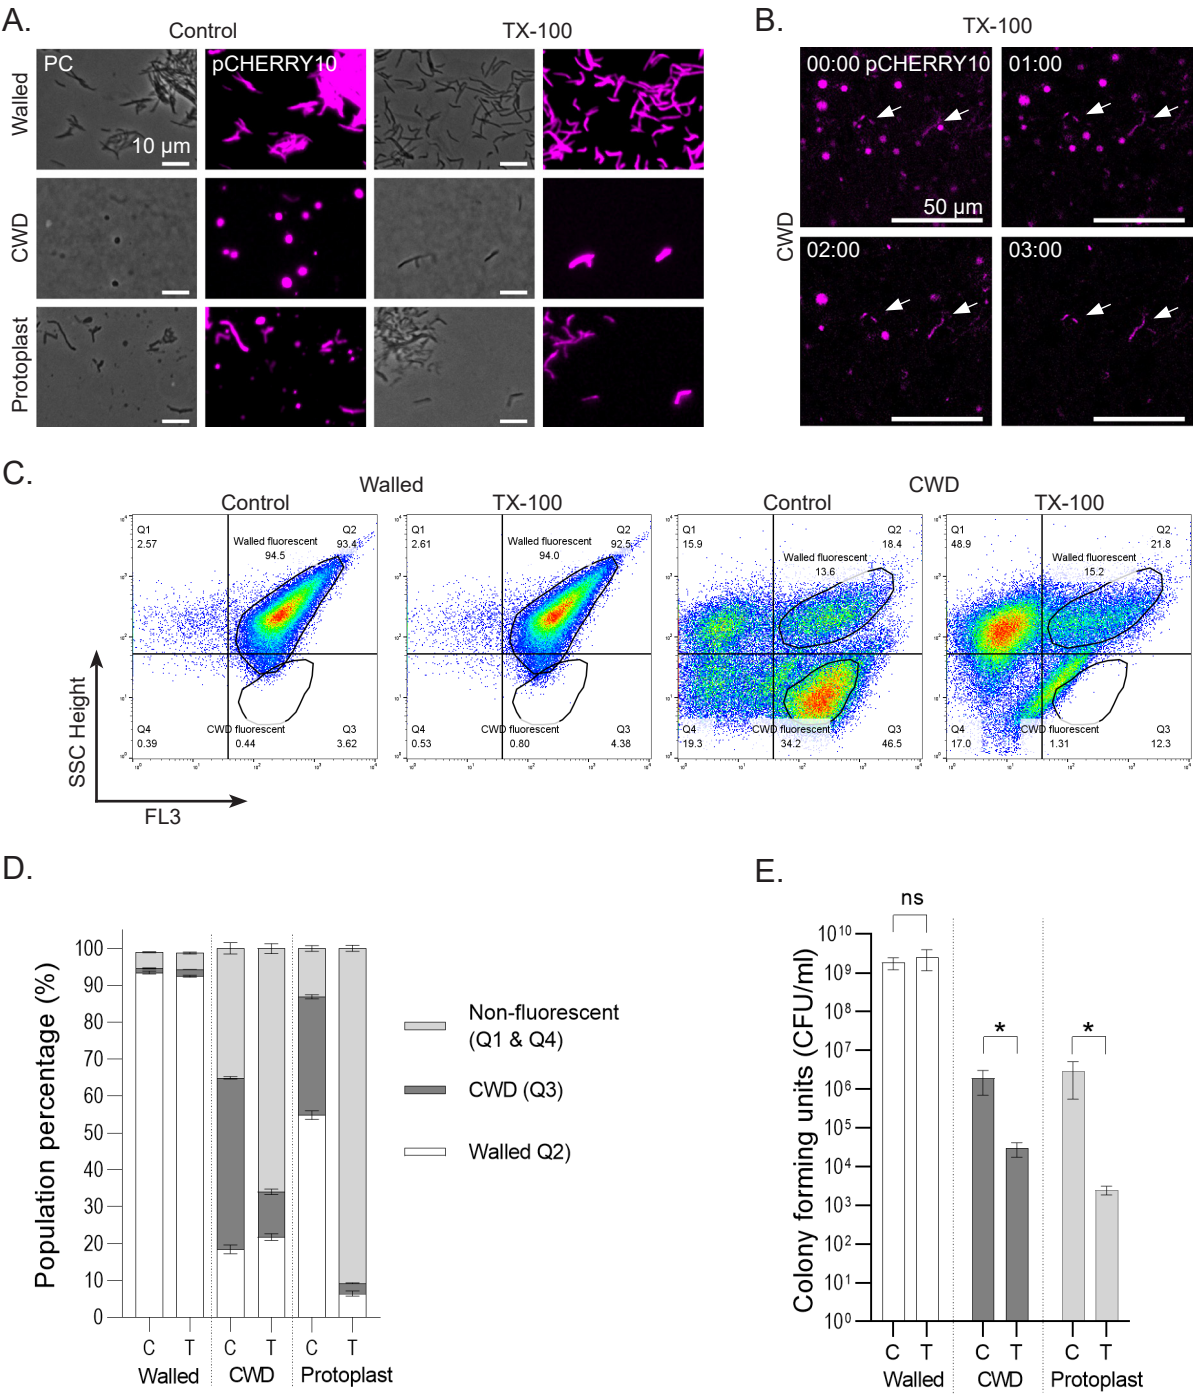 A.
Control
TX-100
Walled
PC
10 µm
pCHERRY10
CWD
Protoplast
B.
TX-100
00:00 pCHERRY10
01:00
50 µm
CWD
02:00
03:00
C.
Walled
Control
TX-100
CWD
Control
TX-100
Q1
2.57
Q2
93.4
Walled fluorescent
94.5
Q4
0.39
CWD fluorescent
0.44
Q3
3.62
Q1
2.61
Q2
92.5
Walled fluorescent
94.0
Q4
0.53
CWD fluorescent
0.80
Q3
4.38
Q1
15.9
Q2
18.4
Walled fluorescent
13.6
Q4
19.3
CWD fluorescent
34.2
Q3
46.5
Q1
48.9
Q2
21.8
Walled fluorescent
15.2
Q4
17.0
CWD fluorescent
1.31
Q3
12.3
SSC Height
FL3
D.
Population percentage (%)
100
90
80
70
60
50
40
30
20
10
0
C T C T C T
Walled CWD Protoplast
Non-fluorescent
(Q1 & Q4)
CWD (Q3)
Walled Q2)
E.
Colony forming units (CFU/ml)
ns
*
*
10¹⁰
10⁹
10⁸
10⁷
10⁶
10⁵
10⁴
10³
10²
10¹
10⁰
C T C T C T
Walled CWD Protoplast